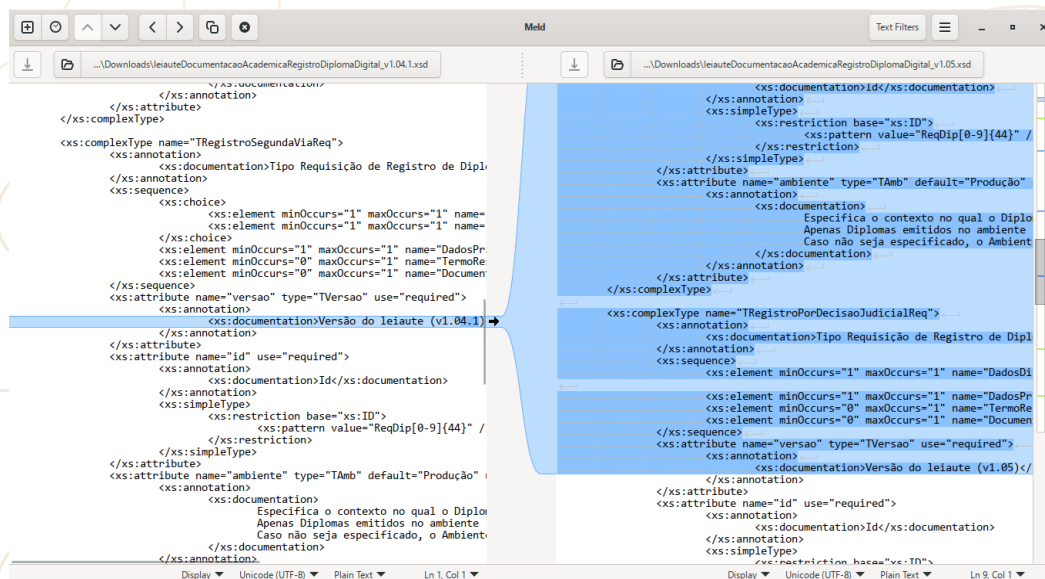 Meld
Text Filters
...\Downloads\leiauteDocumentacaoAcademicaRegistroDiplomaDigital_v1.04.1.xsd
</xs:documentation>
</xs:annotation>
</xs:attribute>
</xs:complexType>
<xs:complexType name="TRegistroSegundaViaReq">
<xs:annotation>
<xs:documentation>Tipo Requisição de Registro de Diplo
</xs:annotation>
<xs:sequence>
<xs:choice>
<xs:element minOccurs="1" maxOccurs="1" name=
<xs:element minOccurs="1" maxOccurs="1" name=
</xs:choice>
<xs:element minOccurs="1" maxOccurs="1" name="DadosPr
<xs:element minOccurs="0" maxOccurs="1" name="TermoRe
<xs:element minOccurs="0" maxOccurs="1" name="Documen
</xs:sequence>
<xs:attribute name="versao" type="TVersao" use="required">
<xs:annotation>
<xs:documentation>Versão do leiaute (v1.04.1)
</xs:annotation>
</xs:attribute>
<xs:attribute name="id" use="required">
<xs:annotation>
<xs:documentation>Id</xs:documentation>
</xs:annotation>
<xs:simpleType>
<xs:restriction base="xs:ID">
<xs:pattern value="ReqDip[0-9]{44}" /
</xs:restriction>
</xs:simpleType>
</xs:attribute>
<xs:attribute name="ambiente" type="TAmb" default="Produção"
<xs:annotation>
<xs:documentation>
Especifica o contexto no qual o Diplo
Apenas Diplomas emitidos no ambiente
Caso não seja especificado, o Ambient
</xs:documentation>
</xs:annotation>
Display Unicode (UTF-8) Plain Text Ln 1, Col 1
...\Downloads\leiauteDocumentacaoAcademicaRegistroDiplomaDigital_v1.05.xsd
<xs:documentation>Id</xs:documentation>
</xs:annotation>
<xs:simpleType>
<xs:restriction base="xs:ID">
<xs:pattern value="ReqDip[0-9]{44}" /
</xs:restriction>
</xs:simpleType>
</xs:attribute>
<xs:attribute name="ambiente" type="TAmb" default="Produção"
<xs:annotation>
<xs:documentation>
Especifica o contexto no qual o Diplo
Apenas Diplomas emitidos no ambiente
Caso não seja especificado, o Ambient
</xs:documentation>
</xs:annotation>
</xs:attribute>
</xs:complexType>
<xs:complexType name="TRegistroPorDecisaoJudicialReq">
<xs:annotation>
<xs:documentation>Tipo Requisição de Registro de Dipl
</xs:annotation>
<xs:sequence>
<xs:element minOccurs="1" maxOccurs="1" name="DadosDi
<xs:element minOccurs="1" maxOccurs="1" name="DadosPr
<xs:element minOccurs="0" maxOccurs="1" name="TermoRe
<xs:element minOccurs="0" maxOccurs="1" name="Documen
</xs:sequence>
<xs:attribute name="versao" type="TVersao" use="required">
<xs:annotation>
<xs:documentation>Versão do leiaute (v1.05)</
</xs:annotation>
</xs:attribute>
<xs:attribute name="id" use="required">
<xs:annotation>
<xs:documentation>Id</xs:documentation>
</xs:annotation>
<xs:simpleType>
<xs:restriction base="xs:ID">
Display Unicode (UTF-8) Plain Text Ln 9, Col 1